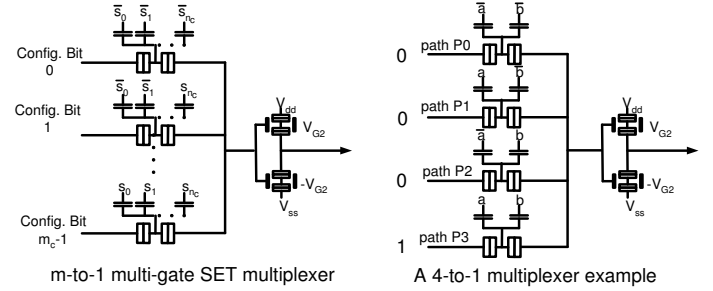 s̅0 s̅1 s̅nc
Config. Bit
0
s̅0 s̅1 snc
Config. Bit
1
s0 s1 snc
Config. Bit
mc-1
Vdd
VG2
-VG2
Vss
m-to-1 multi-gate SET multiplexer
a̅ b̅
0 path P0
a b̅
0 path P1
a̅ b
0 path P2
a b
1 path P3
Vdd
VG2
-VG2
Vss
A 4-to-1 multiplexer example